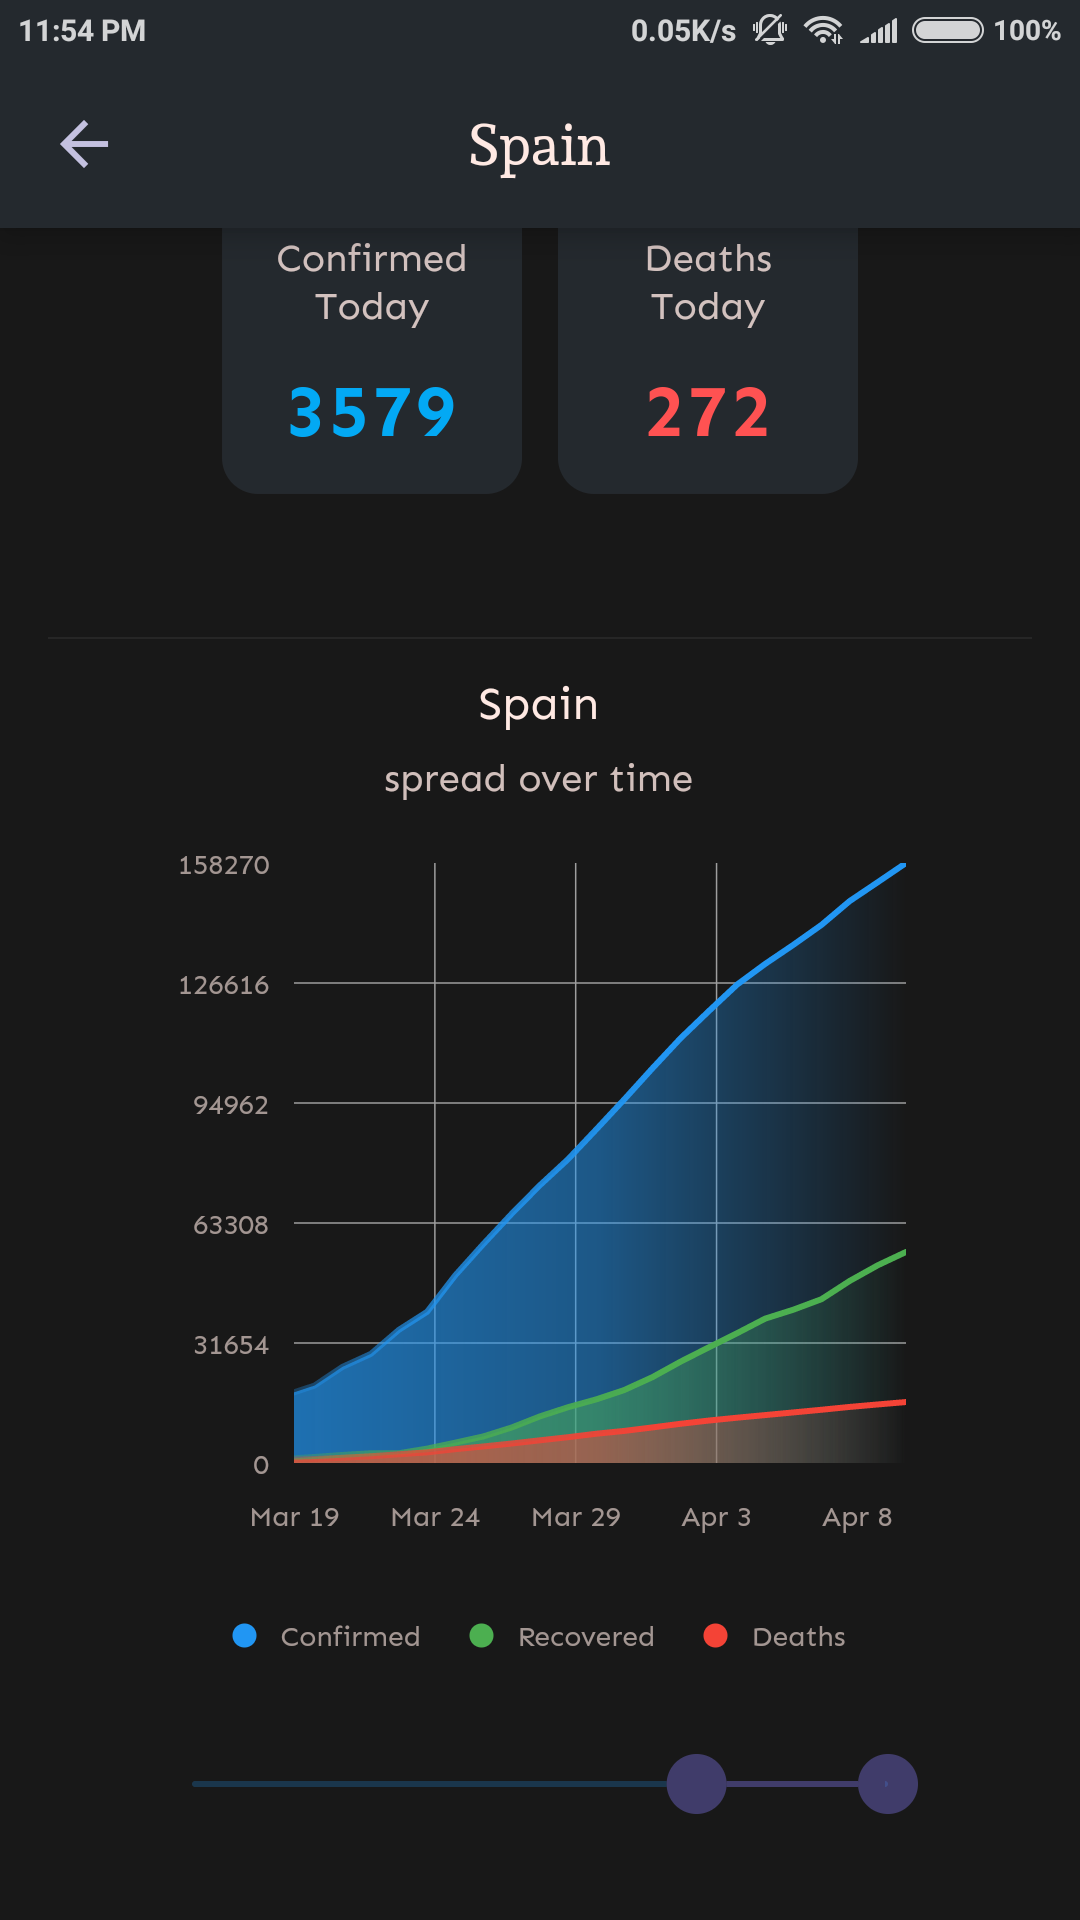 11:54 PM 0.05K/s 100%
Spain
Confirmed Today
3579
Deaths Today
272
Spain
spread over time
158270
126616
94962
63308
31654
0
Mar 19 Mar 24 Mar 29 Apr 3 Apr 8
Confirmed Recovered Deaths